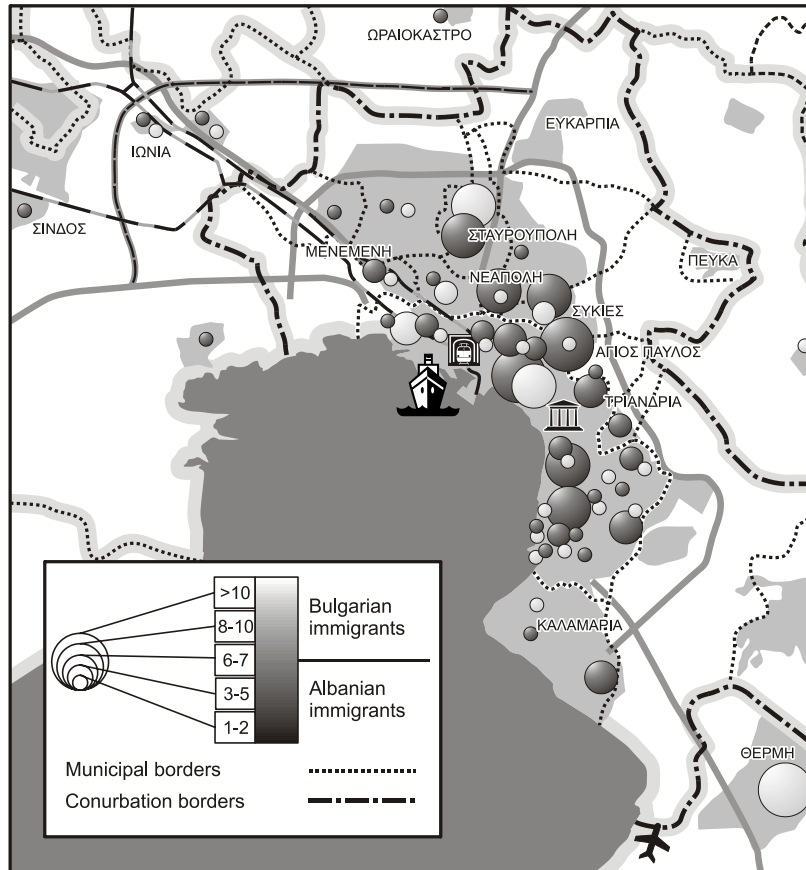 ΩΡΑΙΟΚΑΣΤΡΟ
ΕΥΚΑΡΠΙΑ
ΙΩΝΙΑ
ΣΙΝΔΟΣ
ΣΤΑΥΡΟΥΠΟΛΗ
ΜΕΝΕΜΕΝΗ
ΠΕΥΚΑ
ΝΕΑΠΟΛΗ
ΣΥΚΙΕΣ
ΑΓΙΟΣ ΠΑΥΛΟΣ
ΤΡΙΑΝΔΡΙΑ
ΚΑΛΑΜΑΡΙΑ
ΘΕΡΜΗ
>10
8-10
6-7
3-5
1-2
Bulgarian
immigrants
Albanian
immigrants
Municipal borders
Conurbation borders